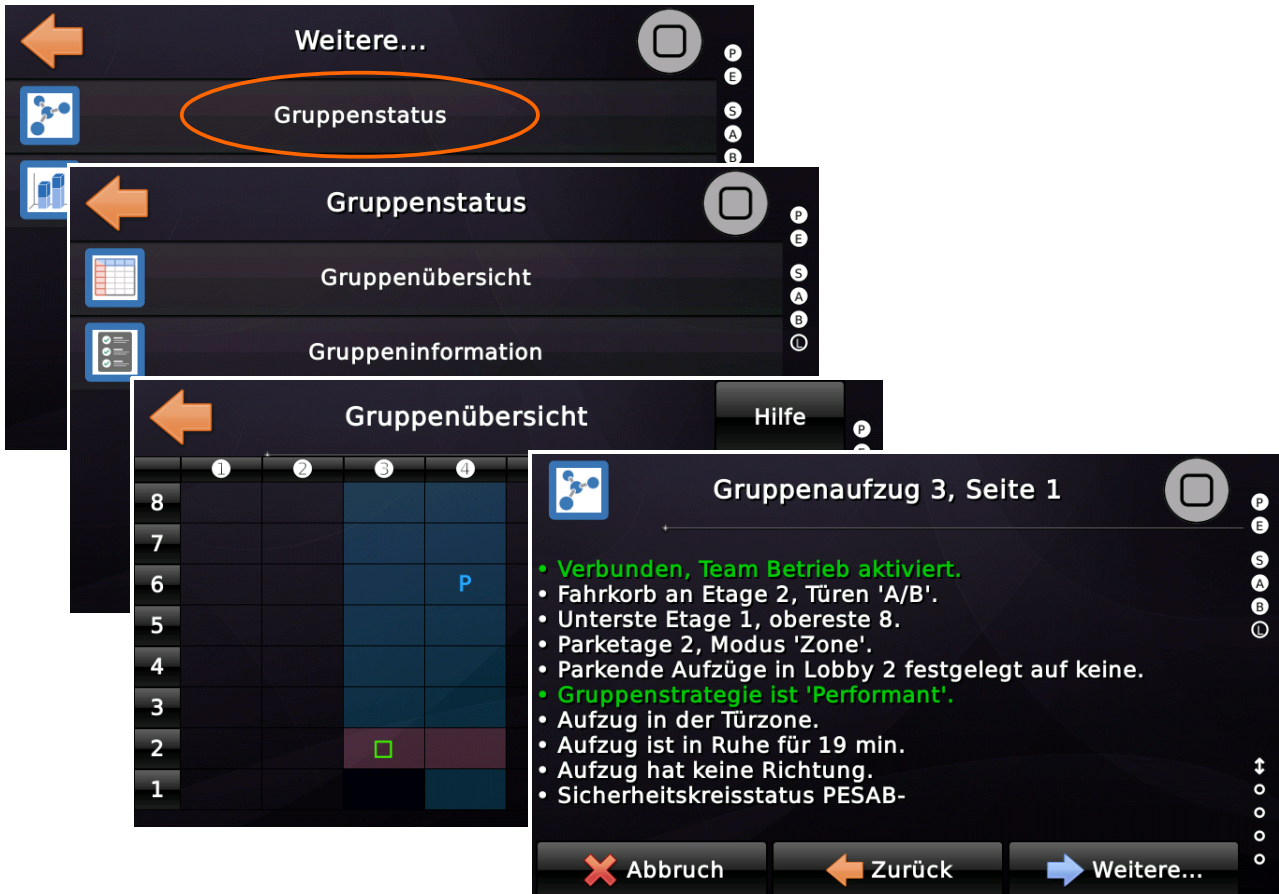 Weitere...
P
E
Gruppenstatus
S
A
B
Gruppenstatus
P
E
Gruppenübersicht
S
A
B
L
Gruppeninformation
Gruppenübersicht
Hilfe
P
E
1 2 3 4
8
7
6 P
5
4
3
2
1
Gruppenaufzug 3, Seite 1
P
E
S
A
B
L
• Verbunden, Team Betrieb aktiviert.
• Fahrkorb an Etage 2, Türen 'A/B'.
• Unterste Etage 1, obereste 8.
• Parketage 2, Modus 'Zone'.
• Parkende Aufzüge in Lobby 2 festgelegt auf keine.
• Gruppenstrategie ist 'Performant'.
• Aufzug in der Türzone.
• Aufzug ist in Ruhe für 19 min.
• Aufzug hat keine Richtung.
• Sicherheitskreisstatus PESAB-
Abbruch Zurück Weitere...